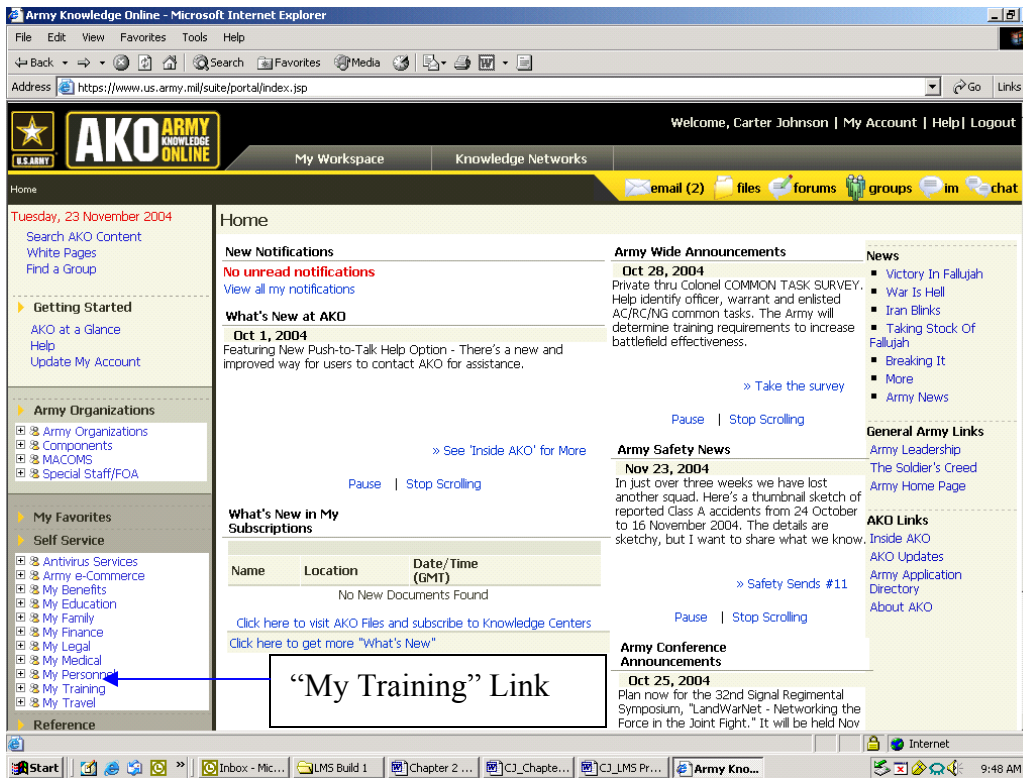 Army Knowledge Online - Microsoft Internet Explorer
File Edit View Favorites Tools Help
Back Search Favorites Media
Address https://www.us.army.mil/suite/portal/index.jsp Go Links
U.S.ARMY
AKO ARMY KNOWLEDGE ONLINE
Welcome, Carter Johnson | My Account | Help| Logout
My Workspace Knowledge Networks
Home
email (2) files forums groups im chat
Tuesday, 23 November 2004
Search AKO Content
White Pages
Find a Group
Getting Started
AKO at a Glance
Help
Update My Account
Army Organizations
Army Organizations
Components
MACOMS
Special Staff/FOA
My Favorites
Self Service
Antivirus Services
Army e-Commerce
My Benefits
My Education
My Family
My Finance
My Legal
My Medical
My Personnel
My Training
My Travel
Reference
Home
New Notifications
No unread notifications
View all my notifications
What's New at AKO
Oct 1, 2004
Featuring New Push-to-Talk Help Option - There's a new and
improved way for users to contact AKO for assistance.
» See 'Inside AKO' for More
Pause | Stop Scrolling
What's New in My
Subscriptions
Name Location Date/Time
(GMT)
No New Documents Found
Click here to visit AKO Files and subscribe to Knowledge Centers
Click here to get more "What's New"
“My Training” Link
Army Wide Announcements
Oct 28, 2004
Private thru Colonel COMMON TASK SURVEY.
Help identify officer, warrant and enlisted
AC/RC/NG common tasks. The Army will
determine training requirements to increase
battlefield effectiveness.
» Take the survey
Pause | Stop Scrolling
Army Safety News
Nov 23, 2004
In just over three weeks we have lost
another squad. Here's a thumbnail sketch of
reported Class A accidents from 24 October
to 16 November 2004. The details are
sketchy, but I want to share what we know.
» Safety Sends #11
Pause | Stop Scrolling
Army Conference
Announcements
Oct 25, 2004
Plan now for the 32nd Signal Regimental
Symposium, "LandWarNet - Networking the
Force in the Joint Fight." It will be held Nov
News
Victory In Fallujah
War Is Hell
Iran Blinks
Taking Stock Of
Fallujah
Breaking It
More
Army News
General Army Links
Army Leadership
The Soldier's Creed
Army Home Page
AKO Links
Inside AKO
AKO Updates
Army Application
Directory
About AKO
Internet
Start Inbox - Mic... LMS Build 1 Chapter 2 ... CJ_Chapte... CJ_LMS Pr... Army Kno... 9:48 AM